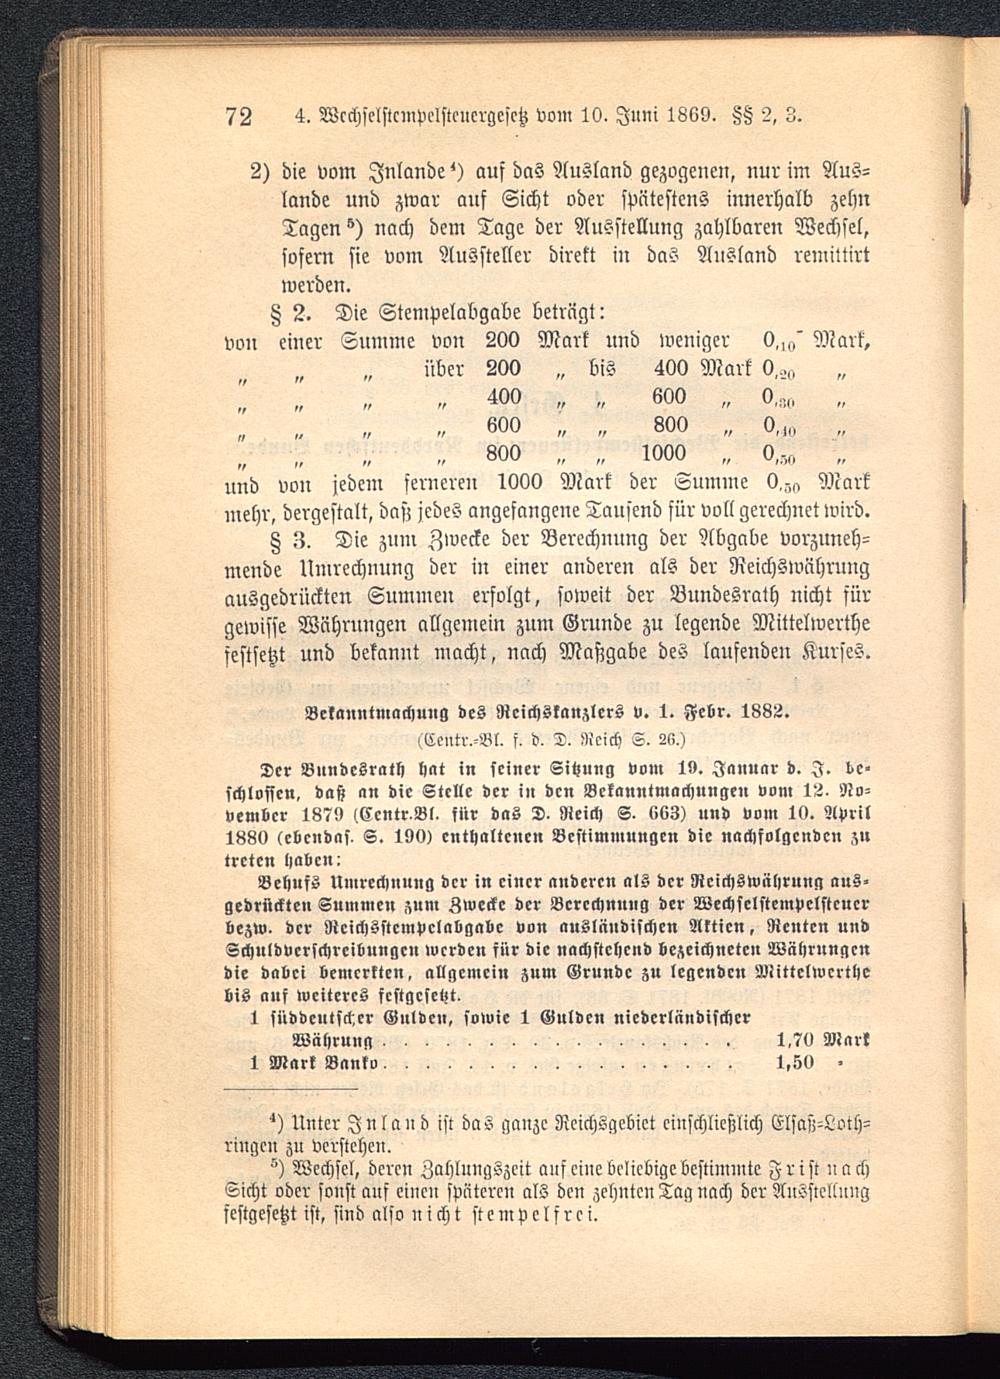 72 4. Wechselstempelsteuergesetz vom 10. Juni 1869. §§ 2, 3.
2) die vom Inlande⁴) auf das Ausland gezogenen, nur im Aus-
lande und zwar auf Sicht oder spätestens innerhalb zehn
Tagen⁵) nach dem Tage der Ausstellung zahlbaren Wechsel,
sofern sie vom Aussteller direkt in das Ausland remittirt
werden.
§ 2. Die Stempelabgabe beträgt:
von einer Summe von 200 Mark und weniger 0,10 Mark,
„ „ „ über 200 „ bis 400 Mark 0,20 „
„ „ „ „ 400 „ „ 600 „ 0,30 „
„ „ „ „ 600 „ „ 800 „ 0,40 „
„ „ „ „ 800 „ „ 1000 „ 0,50 „
und von jedem ferneren 1000 Mark der Summe 0,50 Mark
mehr, dergestalt, daß jedes angefangene Tausend für voll gerechnet wird.
§ 3. Die zum Zwecke der Berechnung der Abgabe vorzuneh-
mende Umrechnung der in einer anderen als der Reichswährung
ausgedrückten Summen erfolgt, soweit der Bundesrath nicht für
gewisse Währungen allgemein zum Grunde zu legende Mittelwerthe
festsetzt und bekannt macht, nach Maßgabe des laufenden Kurses.
Bekanntmachung des Reichskanzlers v. 1. Febr. 1882.
(Centr.-Bl. f. d. D. Reich S. 26.)
Der Bundesrath hat in seiner Sitzung vom 19. Januar d. J. be-
schlossen, daß an die Stelle der in den Bekanntmachungen vom 12. No-
vember 1879 (Centr.Bl. für das D. Reich S. 663) und vom 10. April
1880 (ebendas. S. 190) enthaltenen Bestimmungen die nachfolgenden zu
treten haben:
Behufs Umrechnung der in einer anderen als der Reichswährung aus-
gedrückten Summen zum Zwecke der Berechnung der Wechselstempelsteuer
bezw. der Reichsstempelabgabe von ausländischen Aktien, Renten und
Schuldverschreibungen werden für die nachstehend bezeichneten Währungen
die dabei bemerkten, allgemein zum Grunde zu legenden Mittelwerthe
bis auf weiteres festgesetzt.
1 süddeutscher Gulden, sowie 1 Gulden niederländischer
Währung . . . . . . . . . . . . . . . . . 1,70 Mark
1 Mark Banko . . . . . . . . . . . . . . . . . 1,50 "
⁴) Unter Inland ist das ganze Reichsgebiet einschließlich Elsaß-Loth-
ringen zu verstehen.
⁵) Wechsel, deren Zahlungszeit auf eine beliebige bestimmte Frist nach
Sicht oder sonst auf einen späteren als den zehnten Tag nach der Ausstellung
festgesetzt ist, sind also nicht stempelfrei.